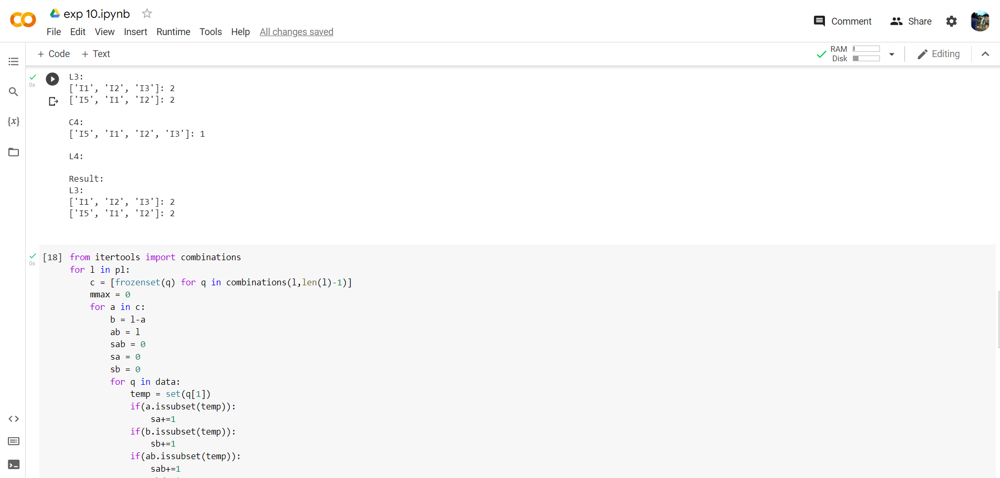 exp 10.ipynb
File Edit View Insert Runtime Tools Help All changes saved
Comment Share
+ Code + Text
RAM
Disk
Editing
0s
L3:
['I1', 'I2', 'I3']: 2
['I5', 'I1', 'I2']: 2
C4:
['I5', 'I1', 'I2', 'I3']: 1
L4:
Result:
L3:
['I1', 'I2', 'I3']: 2
['I5', 'I1', 'I2']: 2
0s
[18] from itertools import combinations
for l in pl:
c = [frozenset(q) for q in combinations(l,len(l)-1)]
mmax = 0
for a in c:
b = l-a
ab = l
sab = 0
sa = 0
sb = 0
for q in data:
temp = set(q[1])
if(a.issubset(temp)):
sa+=1
if(b.issubset(temp)):
sb+=1
if(ab.issubset(temp)):
sab+=1